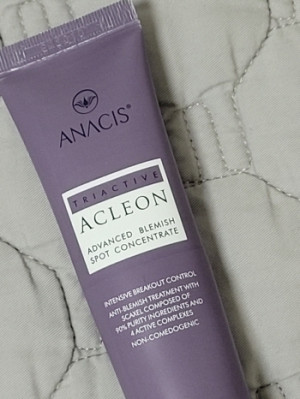 ANACIS®
TRIACTIVE
ACLEON
ADVANCED BLEMISH
SPOT CONCENTRATE
INTENSIVE BREAKOUT CONTROL
ANTI-BLEMISH TREATMENT WITH
SCAXEL COMPOSED OF
90% PURITY INGREDIENTS AND
4 ACTIVE COMPLEXES
NON-COMEDOGENIC